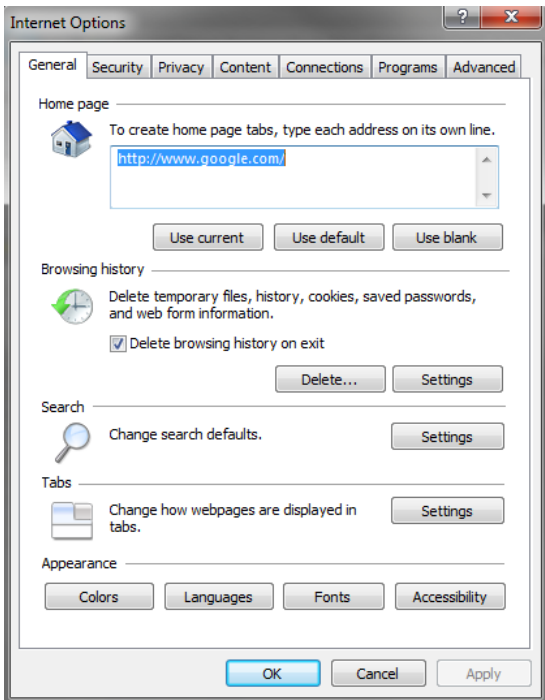 Internet Options
General Security Privacy Content Connections Programs Advanced
Home page
To create home page tabs, type each address on its own line.
http://www.google.com/
Use current Use default Use blank
Browsing history
Delete temporary files, history, cookies, saved passwords,
and web form information.
Delete browsing history on exit
Delete... Settings
Search
Change search defaults.
Settings
Tabs
Change how webpages are displayed in
tabs.
Settings
Appearance
Colors Languages Fonts Accessibility
OK Cancel Apply